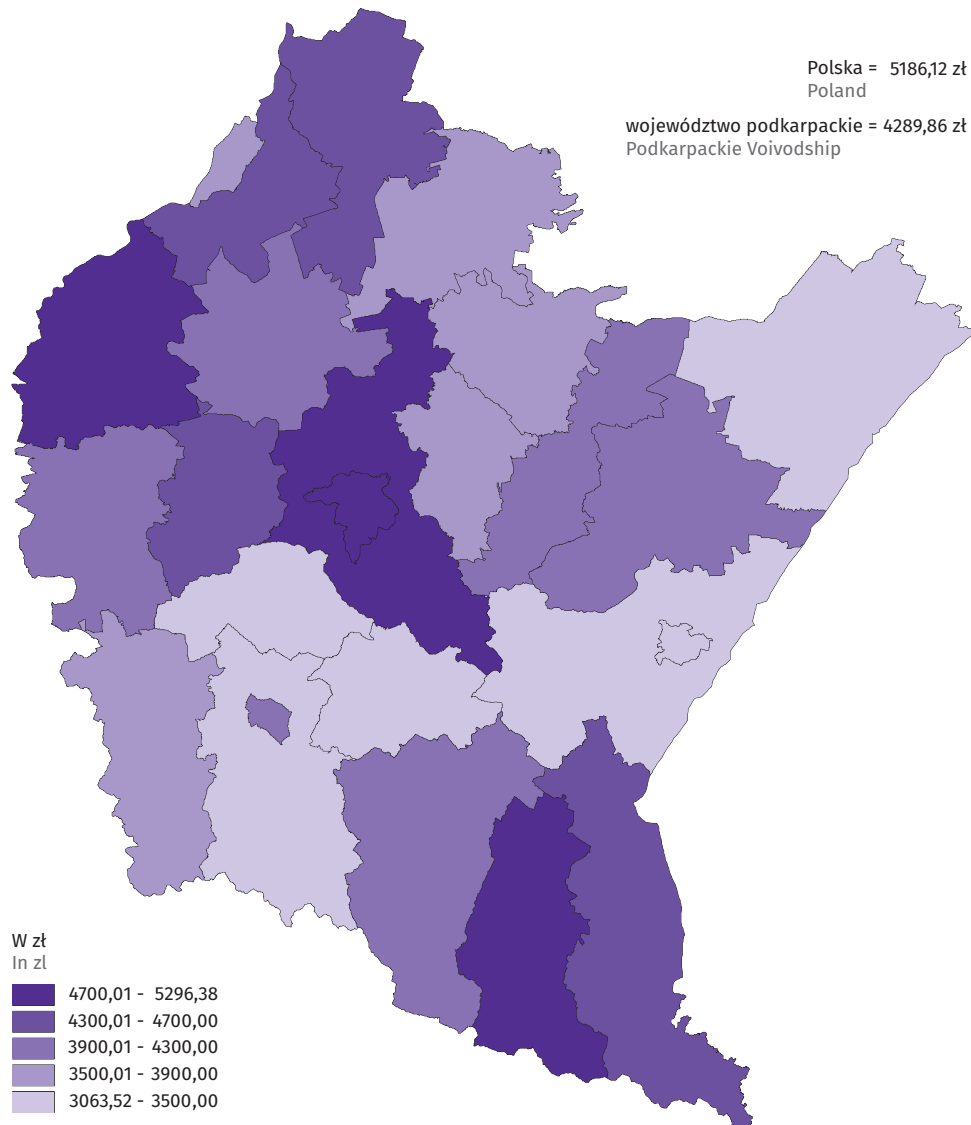 Polska = 5186,12 zł
Poland
województwo podkarpackie = 4289,86 zł
Podkarpackie Voivodship
W zł
In zl
4700,01 - 5296,38
4300,01 - 4700,00
3900,01 - 4300,00
3500,01 - 3900,00
3063,52 - 3500,00